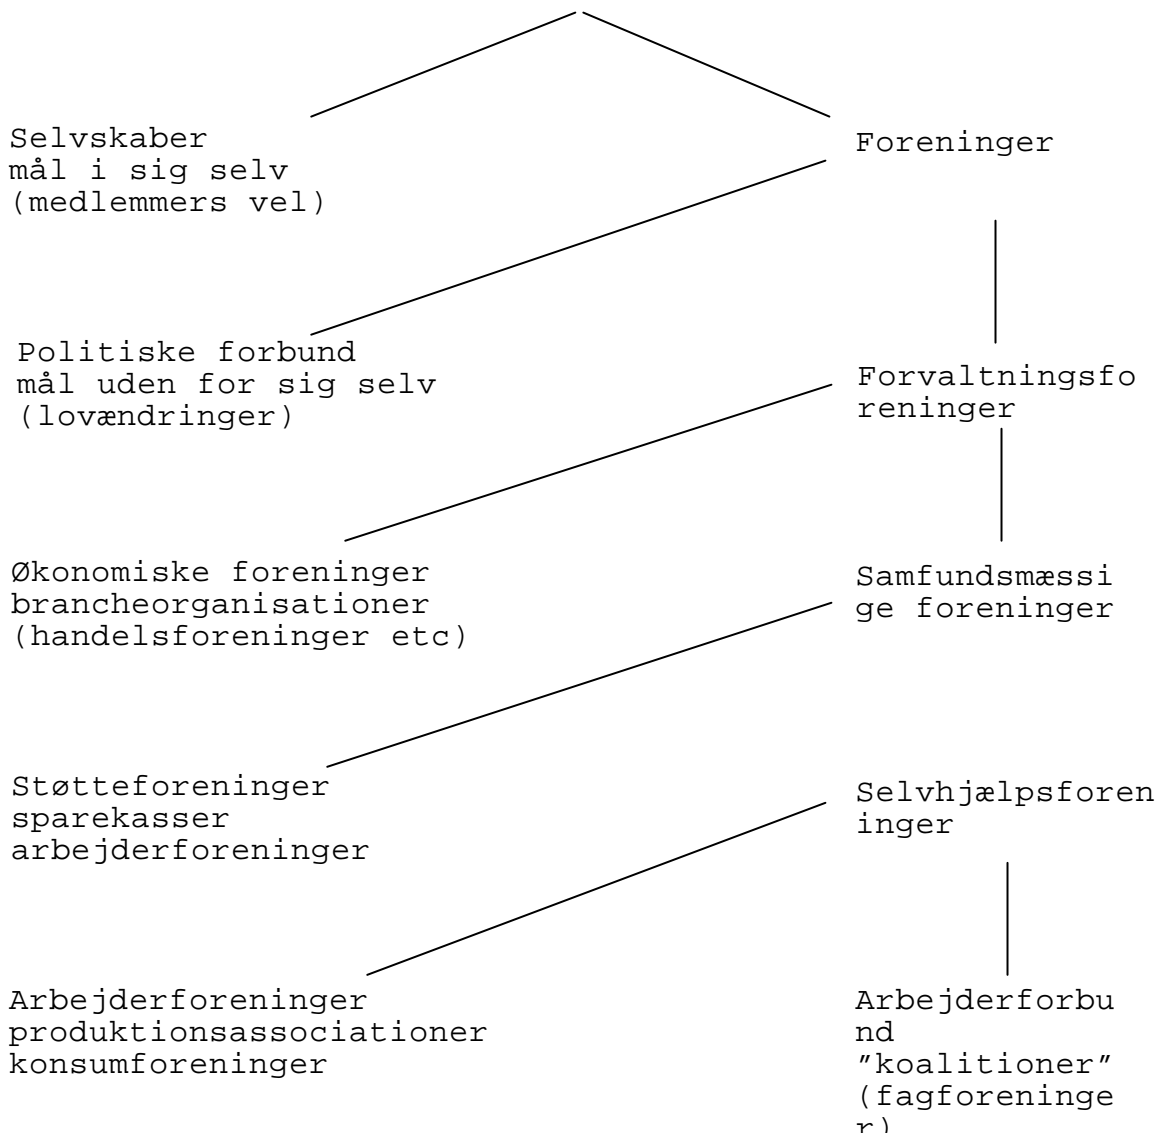 Selvskaber
mål i sig selv
(medlemmers vel)
Foreninger
Politiske forbund
mål uden for sig selv
(lovændringer)
Forvaltningsfo
reninger
Økonomiske foreninger
brancheorganisationer
(handelsforeninger etc)
Samfundsmæssi
ge foreninger
Støtteforeninger
sparekasser
arbejderforeninger
Selvhjælpsforen
inger
Arbejderforeninger
produktionsassociationer
konsumforeninger
Arbejderforbu
nd
”koalitioner”
(fagforeninge
r)